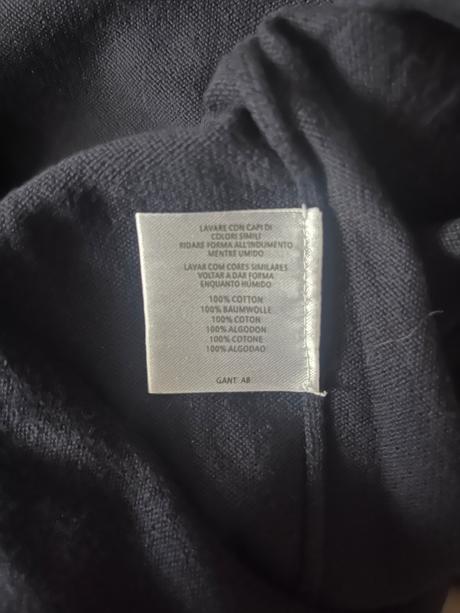 LAVARE CON CAPI DI
COLORI SIMILI
RIDARE FORMA ALL'INDUMENTO
MENTRE UMIDO
LAVAR COM CORES SIMILARES
VOLTAR A DAR FORMA
ENQUANTO HÚMIDO
100% COTTON
100% BAUMWOLLE
100% COTON
100% ALGODON
100% COTONE
100% ALGODAO
GANT AB